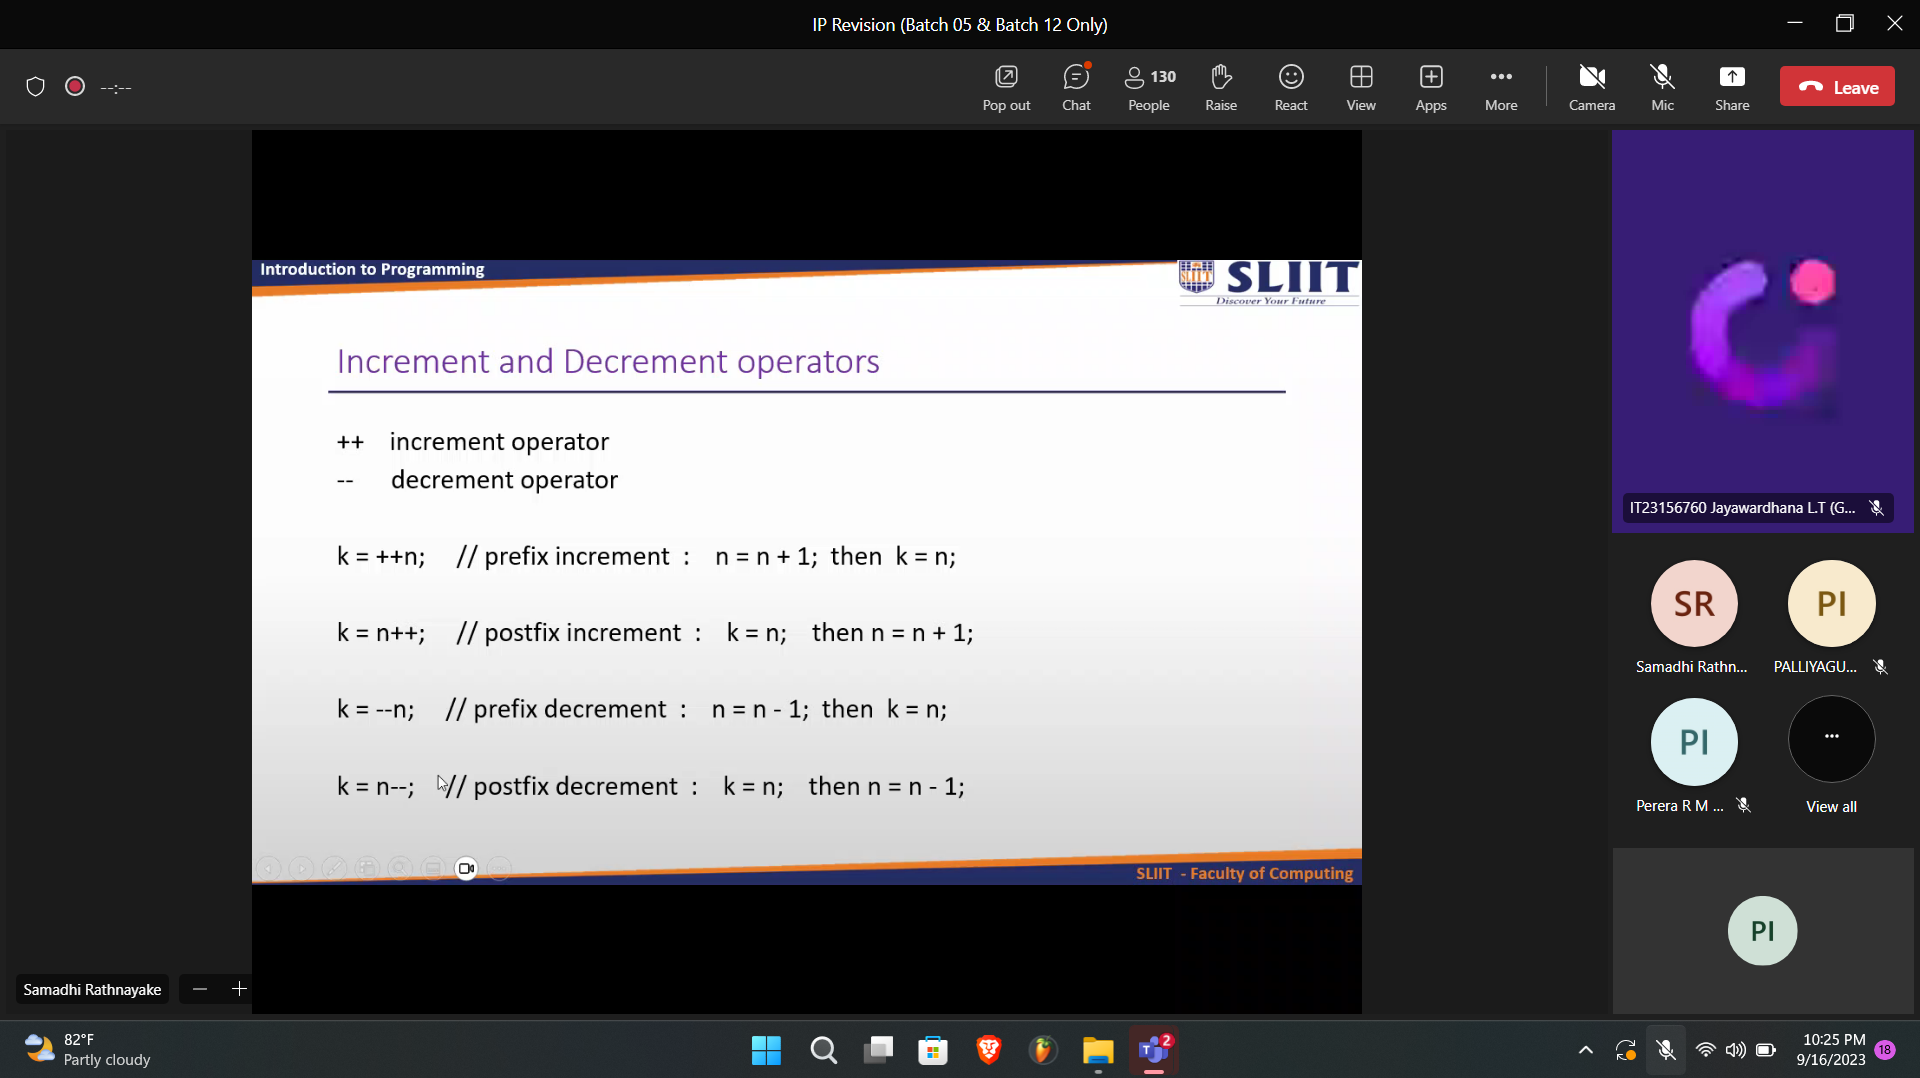 IP Revision (Batch 05 & Batch 12 Only)
--:--
Pop out
Chat
130
People
Raise
React
View
Apps
More
Camera
Mic
Share
Leave
Introduction to Programming
SLIIT
SLIIT
Discover Your Future
Increment and Decrement operators
++ increment operator
-- decrement operator
k = ++n; // prefix increment : n = n + 1; then k = n;
k = n++; // postfix increment : k = n; then n = n + 1;
k = --n; // prefix decrement : n = n - 1; then k = n;
k = n--; // postfix decrement : k = n; then n = n - 1;
SLIIT - Faculty of Computing
IT23156760 Jayawardhana L.T (G...
SR
PI
Samadhi Rathn...
PALLIYAGU...
PI
...
Perera R M ...
View all
PI
Samadhi Rathnayake
82°F
Partly cloudy
T
2
10:25 PM
9/16/2023
18